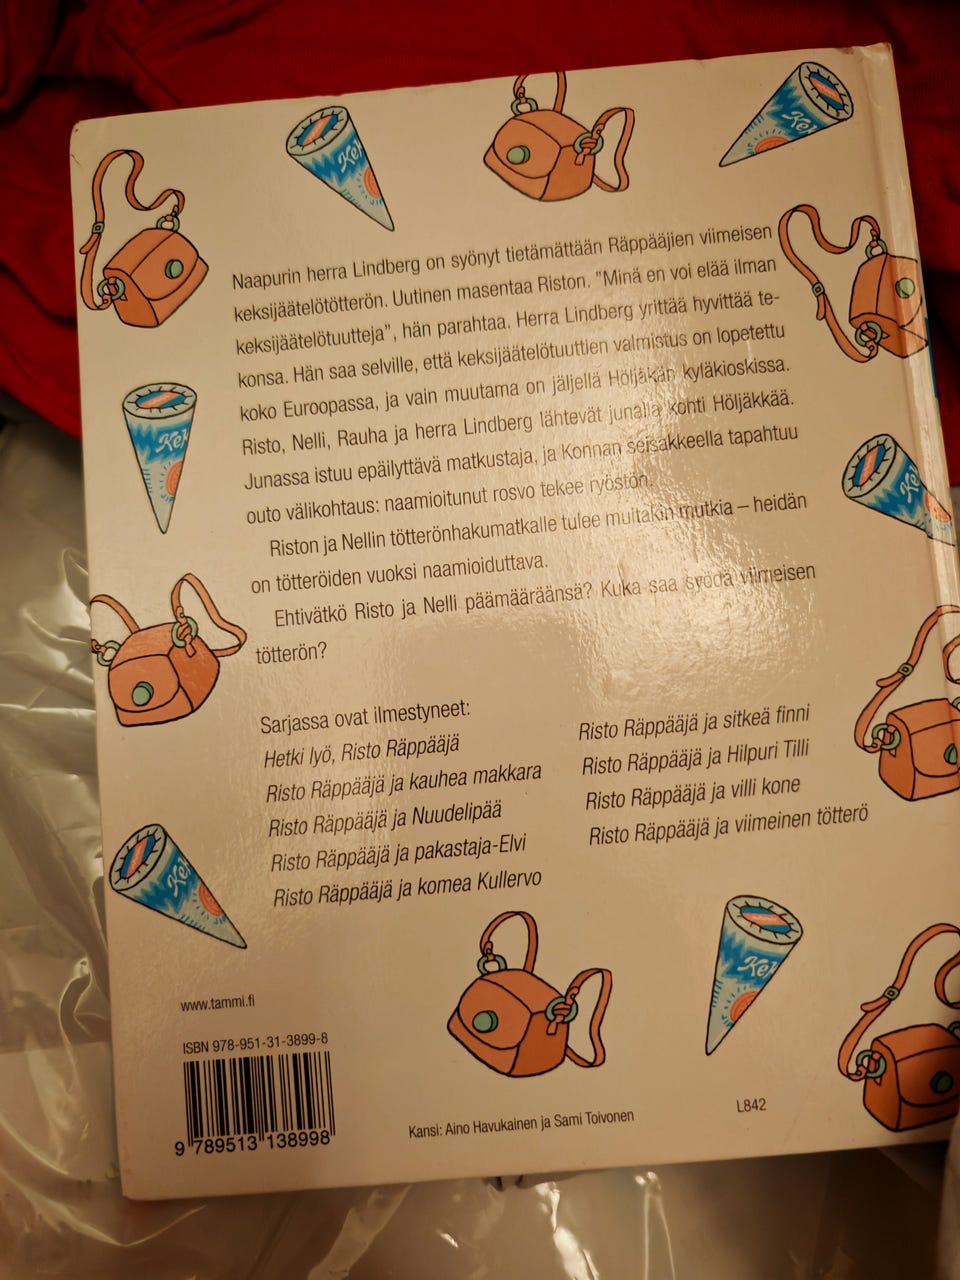 Naapurin herra Lindberg on syönyt tietämättään Räppääjien viimeisen
keksijäätelötötterön. Uutinen masentaa Riston. "Minä en voi elää ilman
keksijäätelötuutteja", hän parahtaa. Herra Lindberg yrittää hyvittää te-
konsa. Hän saa selville, että keksijäätelötuuttien valmistus on lopetettu
koko Euroopassa, ja vain muutama on jäljellä Höljäkän kyläkioskissa.
Risto, Nelli, Rauha ja herra Lindberg lähtevät junalla kohti Höljäkkää.
Junassa istuu epäilyttävä matkustaja, ja Konnan seisakkeella tapahtuu
outo välikohtaus: naamioitunut rosvo tekee ryöstön.
Riston ja Nellin tötterönhakumatkalle tulee muitakin mutkia – heidän
on tötteröiden vuoksi naamioiduttava.
Ehtivätkö Risto ja Nelli päämääräänsä? Kuka saa syödä viimeisen
tötterön?
Sarjassa ovat ilmestyneet:
Hetki lyö, Risto Räppääjä
Risto Räppääjä ja kauhea makkara
Risto Räppääjä ja Nuudelipää
Risto Räppääjä ja pakastaja-Elvi
Risto Räppääjä ja komea Kullervo
Risto Räppääjä ja sitkeä finni
Risto Räppääjä ja Hilpuri Tilli
Risto Räppääjä ja villi kone
Risto Räppääjä ja viimeinen tötterö
www.tammi.fi
ISBN 978-951-31-3899-8
9 789513 138998
Kansi: Aino Havukainen ja Sami Toivonen
L842